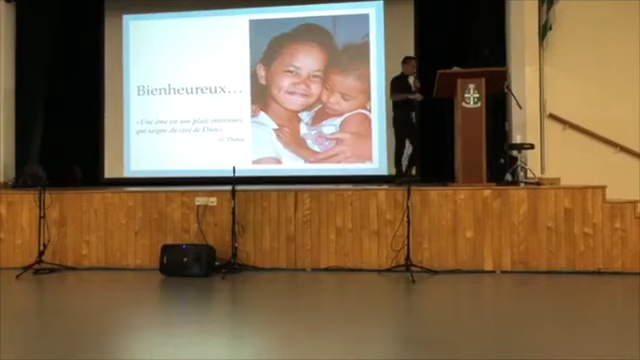 Bienheureux...
«Une âme est une plaie intérieure
qui saigne du côté de Dieu»